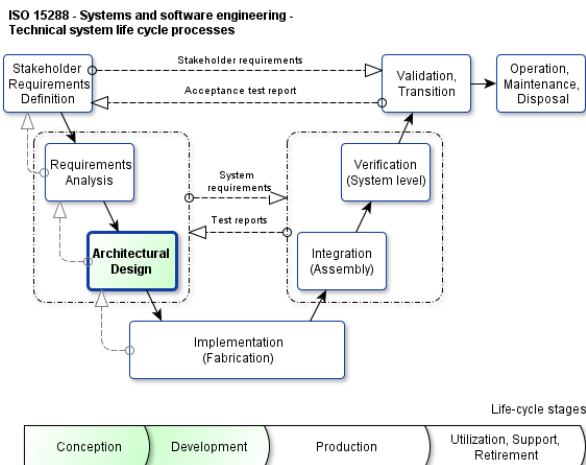 ISO 15288 - Systems and software engineering -
Technical system life cycle processes
Stakeholder
Requirements
Definition
Stakeholder requirements
Acceptance test report
Validation,
Transition
Operation,
Maintenance,
Disposal
Requirements
Analysis
System
requirements
Test reports
Verification
(System level)
Architectural
Design
Integration
(Assembly)
Implementation
(Fabrication)
Life-cycle stages
Conception
Development
Production
Utilization, Support,
Retirement